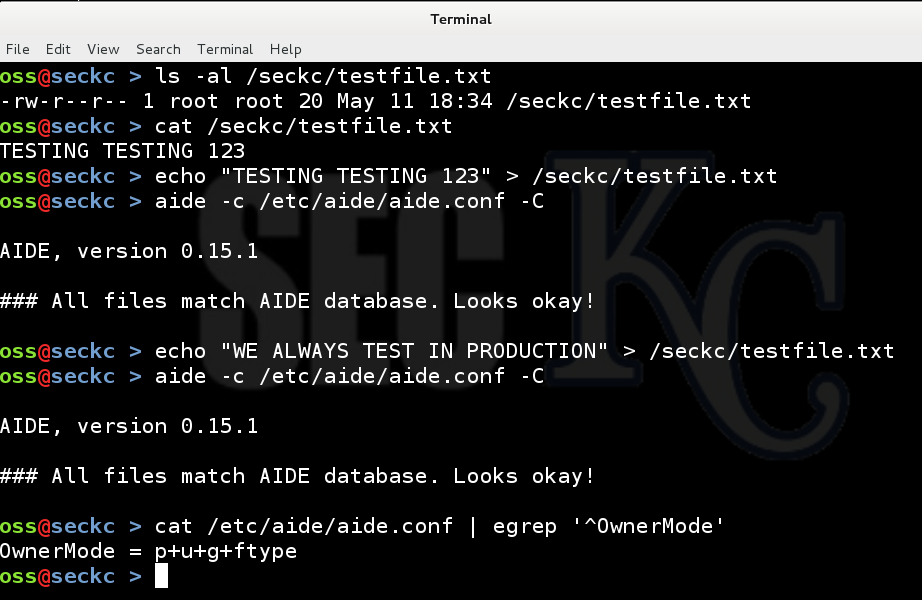 Terminal
File Edit View Search Terminal Help
oss@seckc > ls -al /seckc/testfile.txt
-rw-r--r-- 1 root root 20 May 11 18:34 /seckc/testfile.txt
oss@seckc > cat /seckc/testfile.txt
TESTING TESTING 123
oss@seckc > echo "TESTING TESTING 123" > /seckc/testfile.txt
oss@seckc > aide -c /etc/aide/aide.conf -C
AIDE, version 0.15.1
### All files match AIDE database. Looks okay!
oss@seckc > echo "WE ALWAYS TEST IN PRODUCTION" > /seckc/testfile.txt
oss@seckc > aide -c /etc/aide/aide.conf -C
AIDE, version 0.15.1
### All files match AIDE database. Looks okay!
oss@seckc > cat /etc/aide/aide.conf | egrep '^OwnerMode'
OwnerMode = p+u+g+ftype
oss@seckc >
SEC KC